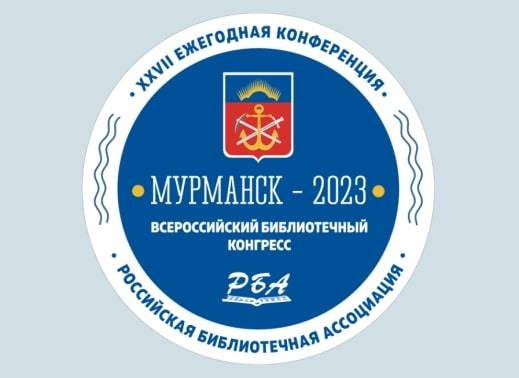 XXVII ЕЖЕГОДНАЯ КОНФЕРЕНЦИЯ
МУРМАНСК – 2023
ВСЕРОССИЙСКИЙ БИБЛИОТЕЧНЫЙ
КОНГРЕСС
РБА
РОССИЙСКАЯ БИБЛИОТЕЧНАЯ АССОЦИАЦИЯ